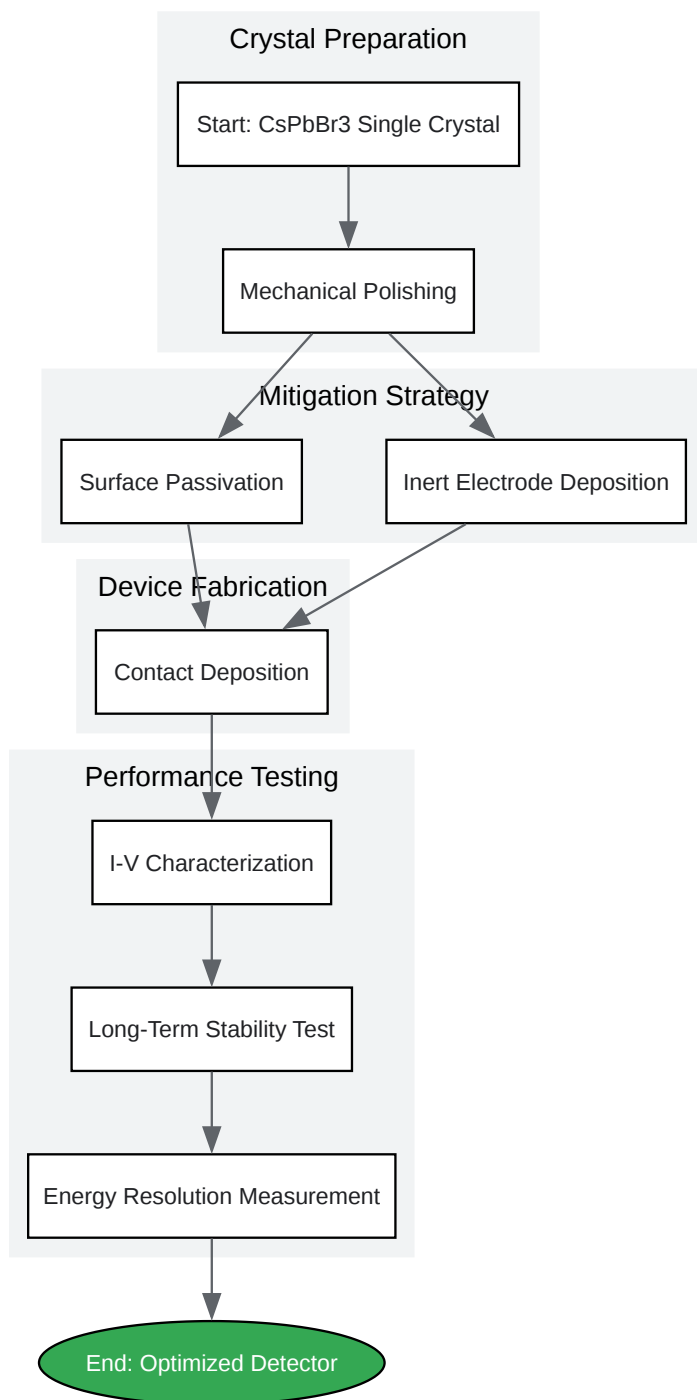 Crystal Preparation
Start: CsPbBr3 Single Crystal
Mechanical Polishing
Mitigation Strategy
Surface Passivation
Inert Electrode Deposition
Device Fabrication
Contact Deposition
Performance Testing
I-V Characterization
Long-Term Stability Test
Energy Resolution Measurement
End: Optimized Detector